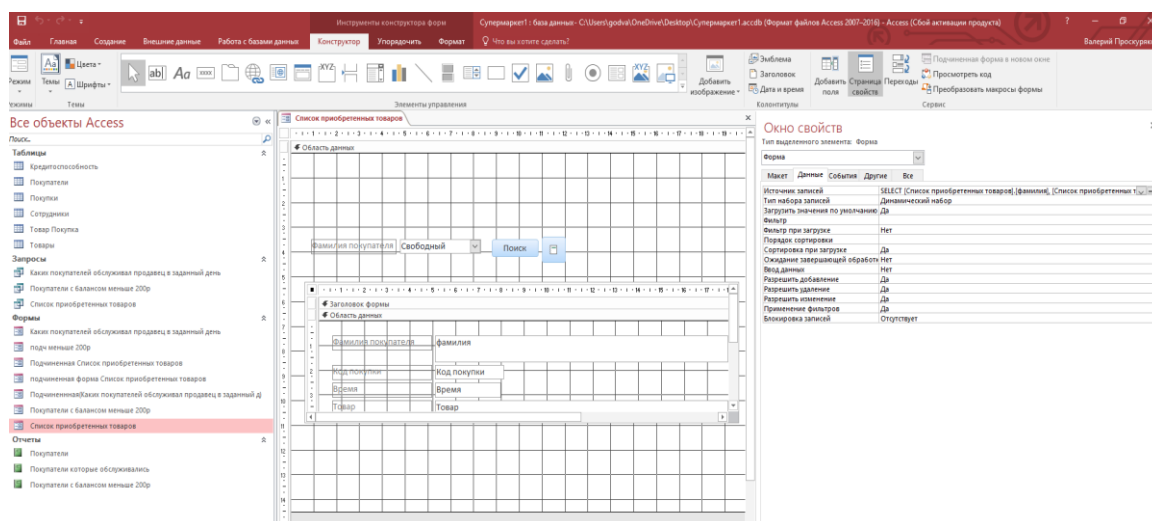 Инструменты конструктора форм
Супермаркет1 : база данных- C:\Users\godva\OneDrive\Desktop\Супермаркет1.accdb (Формат файлов Access 2007–2016) - Access (Сбой активации продукта)
?
Файл Главная Создание Внешние данные Работа с базами данных Конструктор Упорядочить Формат Что вы хотите сделать?
Валерий Проскурек
Режимы
Темы
Цвета
Шрифты
Темы
ab
Aa
XXXX
XYZ
XYZ
Добавить изображение
Элементы управления
Эмблема
Заголовок
Дата и время
Колонтитулы
Добавить поля
Страница свойств
Переходы
Подчиненная форма в новом окне
Просмотреть код
Преобразовать макросы формы
Сервис
Все объекты Access
Поиск...
Таблицы
Кредитоспособность
Покупатели
Покупки
Сотрудники
Товар Покупка
Товары
Запросы
Каких покупателей обслуживал продавец в заданный день
Покупатели с балансом меньше 200р
Список приобретенных товаров
Формы
Каких покупателей обслуживал продавец в заданный день
подч меньше 200р
Подчиненная Список приобретенных товаров
подчиненная форма Список приобретенных товаров
Подчиненнная(Каких покупателей обслуживал продавец в заданный д
Покупатели с балансом меньше 200р
Список приобретенных товаров
Отчеты
Покупатели
Покупатели которые обслуживались
Покупатели с балансом меньше 200р
Список приобретенных товаров
Область данных
Фамилия покупателя Свободный Поиск
Заголовок формы
Область данных
Фамилия покупателя фамилия
Код покупки Код покупки
Время Время
Товар Товар
Окно свойств
Тип выделенного элемента: Форма
Форма
Макет Данные События Другие Все
Источник записей SELECT [Список приобретенных товаров].[фамилия], [Список приобретенных т
Тип набора записей Динамический набор
Загрузить значения по умолчанию Да
Фильтр
Фильтр при загрузке Нет
Порядок сортировки
Сортировка при загрузке Да
Ожидание завершающей обработк Нет
Ввод данных Нет
Разрешить добавление Да
Разрешить удаление Да
Разрешить изменение Да
Применение фильтров Да
Блокировка записей Отсутствует